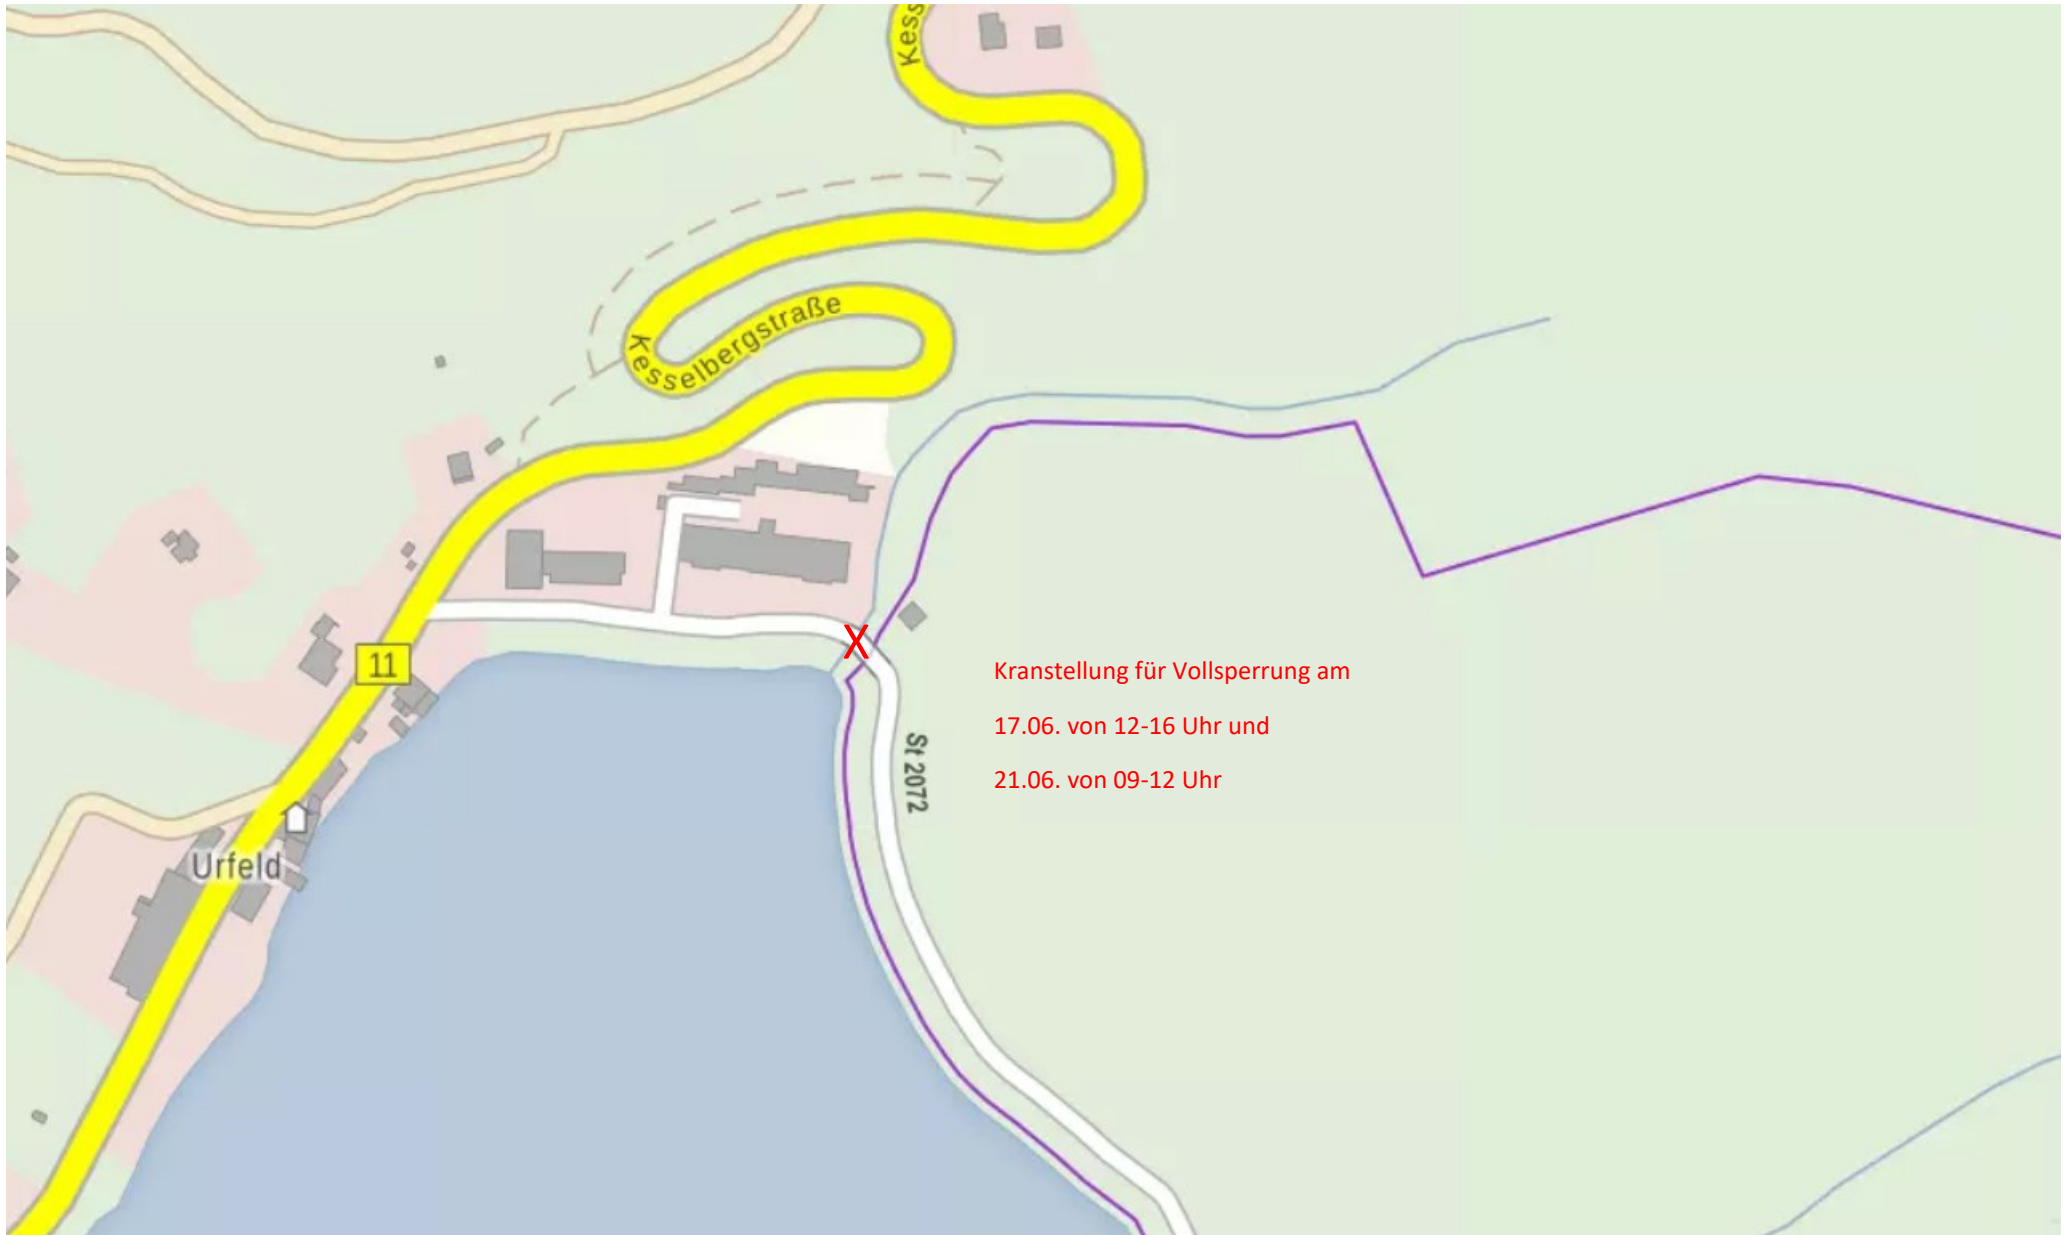 Kess
Kesselbergstraße
11
X
Kranstellung für Vollsperrung am
17.06. von 12-16 Uhr und
St 2072
21.06. von 09-12 Uhr
Urfeld